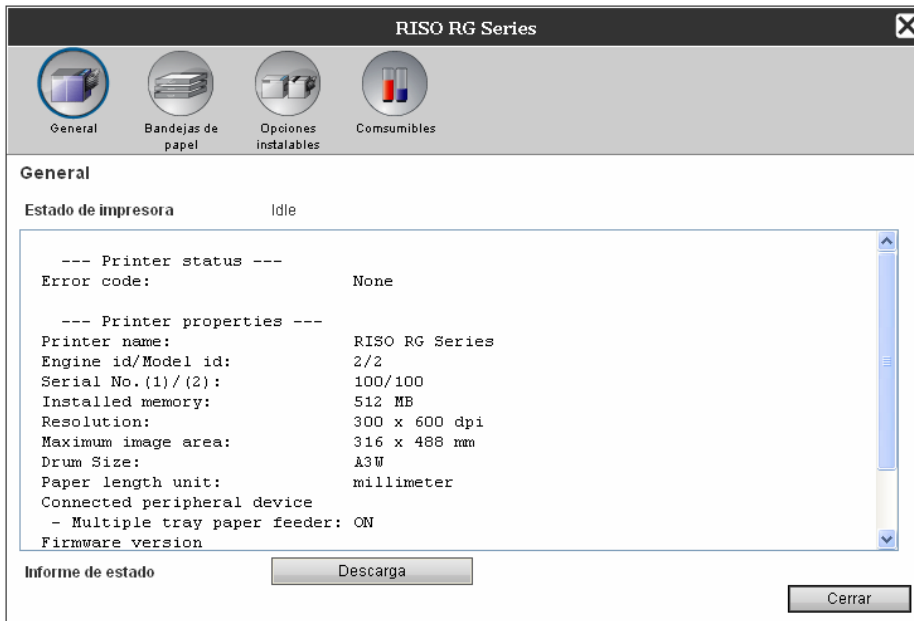 RISO RG Series
General
Bandejas de papel
Opciones instalables
Comsumibles
General
Estado de impresora Idle
--- Printer status ---
Error code: None
--- Printer properties ---
Printer name: RISO RG Series
Engine id/Model id: 2/2
Serial No.(1)/(2): 100/100
Installed memory: 512 MB
Resolution: 300 x 600 dpi
Maximum image area: 316 x 488 mm
Drum Size: A3W
Paper length unit: millimeter
Connected peripheral device
- Multiple tray paper feeder: ON
Firmware version
Informe de estado Descarga
Cerrar